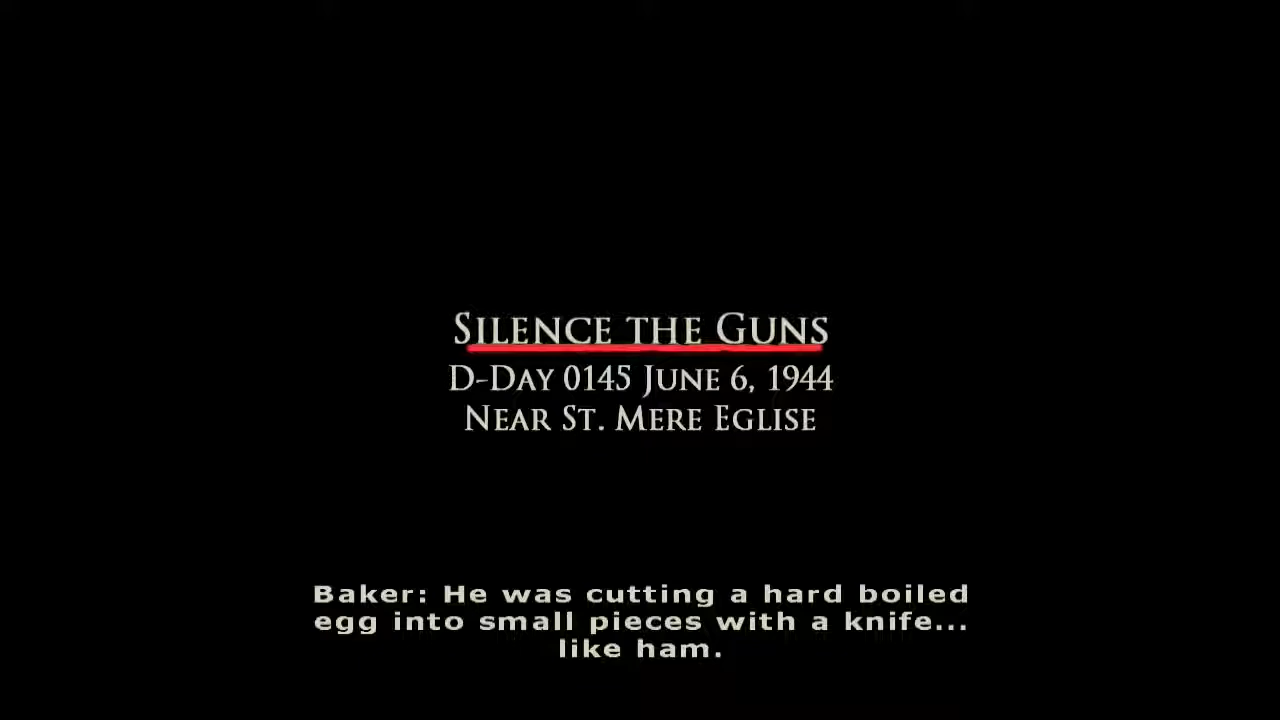 Silence the Guns
D-Day 0145 June 6, 1944
Near St. Mere Eglise
Baker: He was cutting a hard boiled
egg into small pieces with a knife...
like ham.